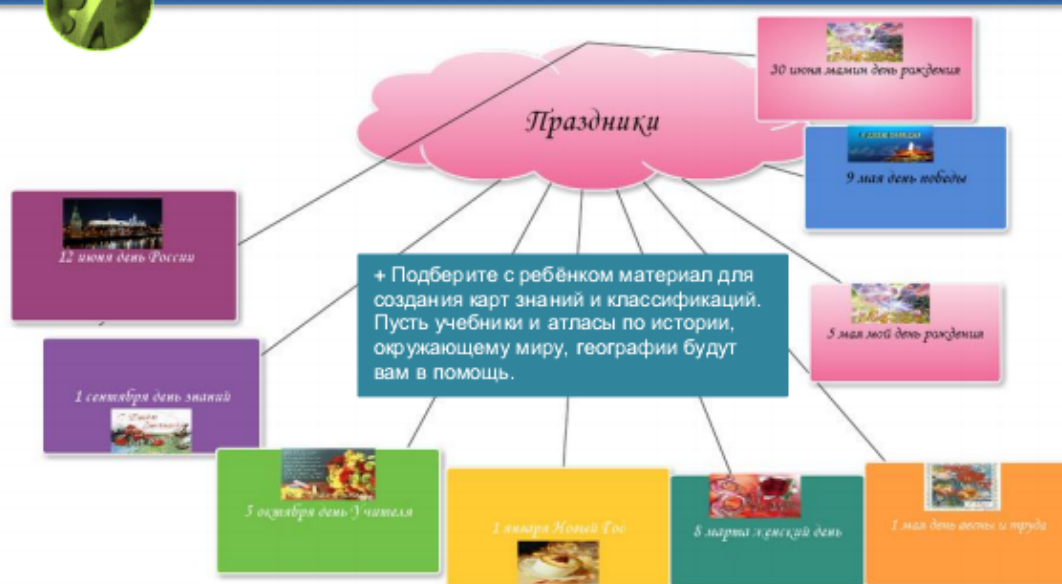 30 июня мамин день рождения
Праздники
9 мая день победы
12 июня день России
+ Подберите с ребёнком материал для
создания карт знаний и классификаций.
Пусть учебники и атласы по истории,
окружающему миру, географии будут
вам в помощь.
5 мая мой день рождения
1 сентября день знаний
5 октября день Учителя
1 января Новый Гос
8 марта женский день
1 мая день весны и труда